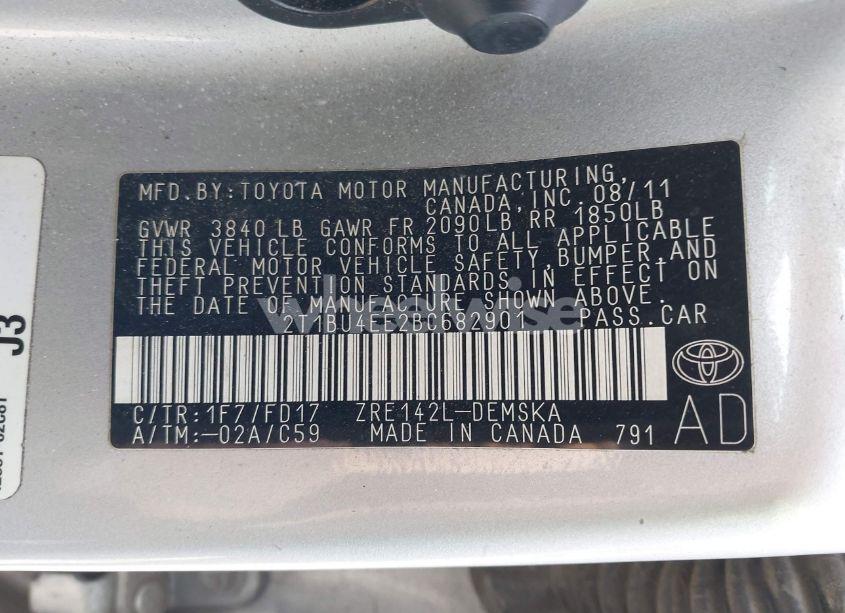 MFD.BY:TOYOTA MOTOR MANUFACTURING,
CANADA, INC. 08/11
GVWR 3840 LB GAWR FR 2090LB RR 1850LB
THIS VEHICLE CONFORMS TO ALL APPLICABLE
FEDERAL MOTOR VEHICLE SAFETY, BUMPER, AND
THEFT PREVENTION STANDARDS IN EFFECT ON
THE DATE OF MANUFACTURE SHOWN ABOVE.
wheelwise
PASS.CAR
C/TR:1F7/FD17 ZRE142L-DEMSKA
A/TM:-02A/C59 MADE IN CANADA 791
AD
J3